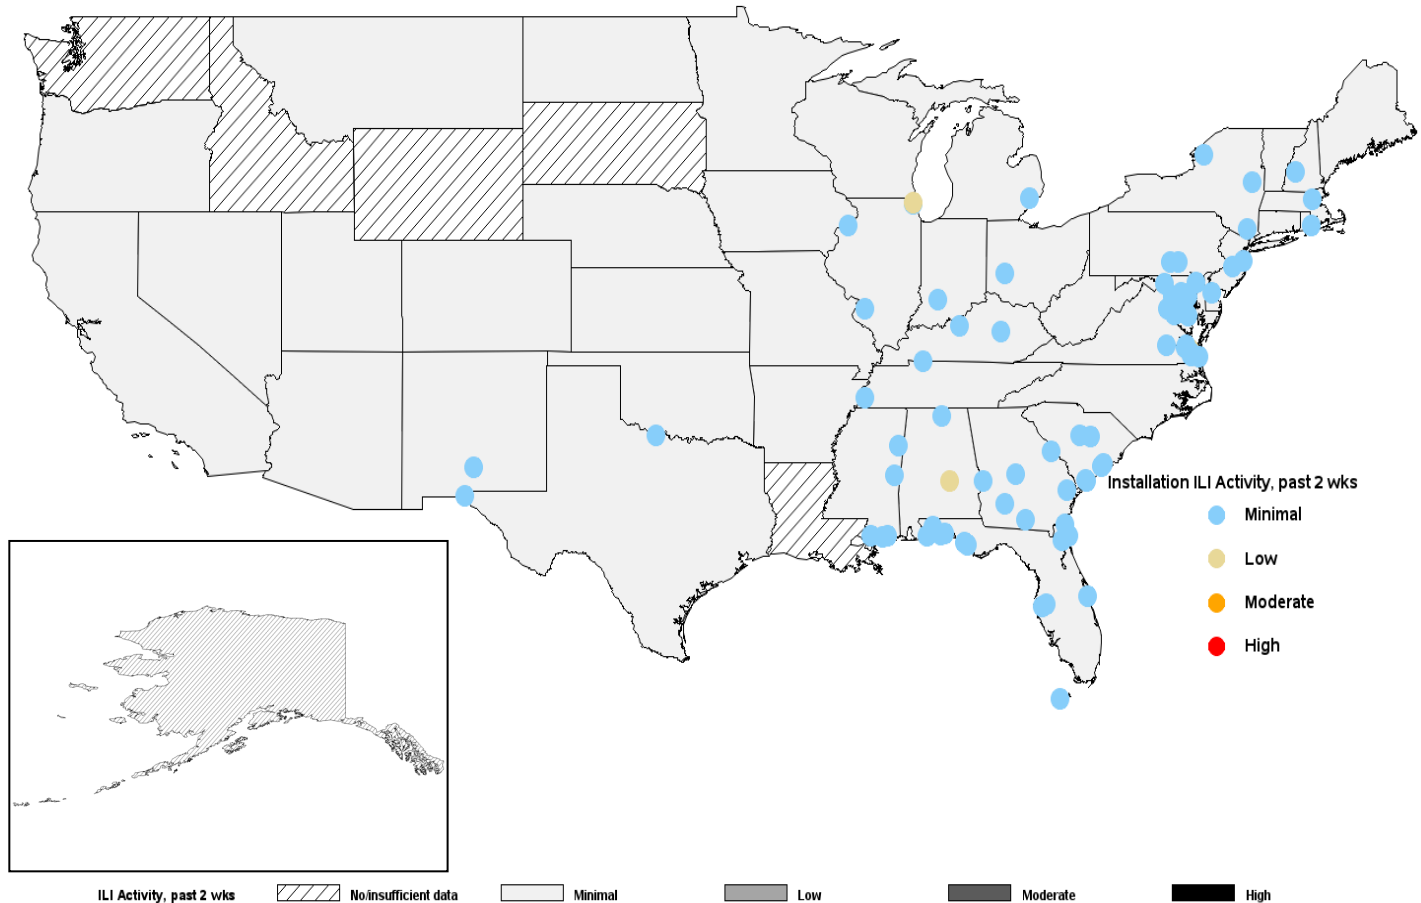 Installation ILI Activity, past 2 wks
Minimal
Low
Moderate
High
ILI Activity, past 2 wks No/insufficient data Minimal Low Moderate High